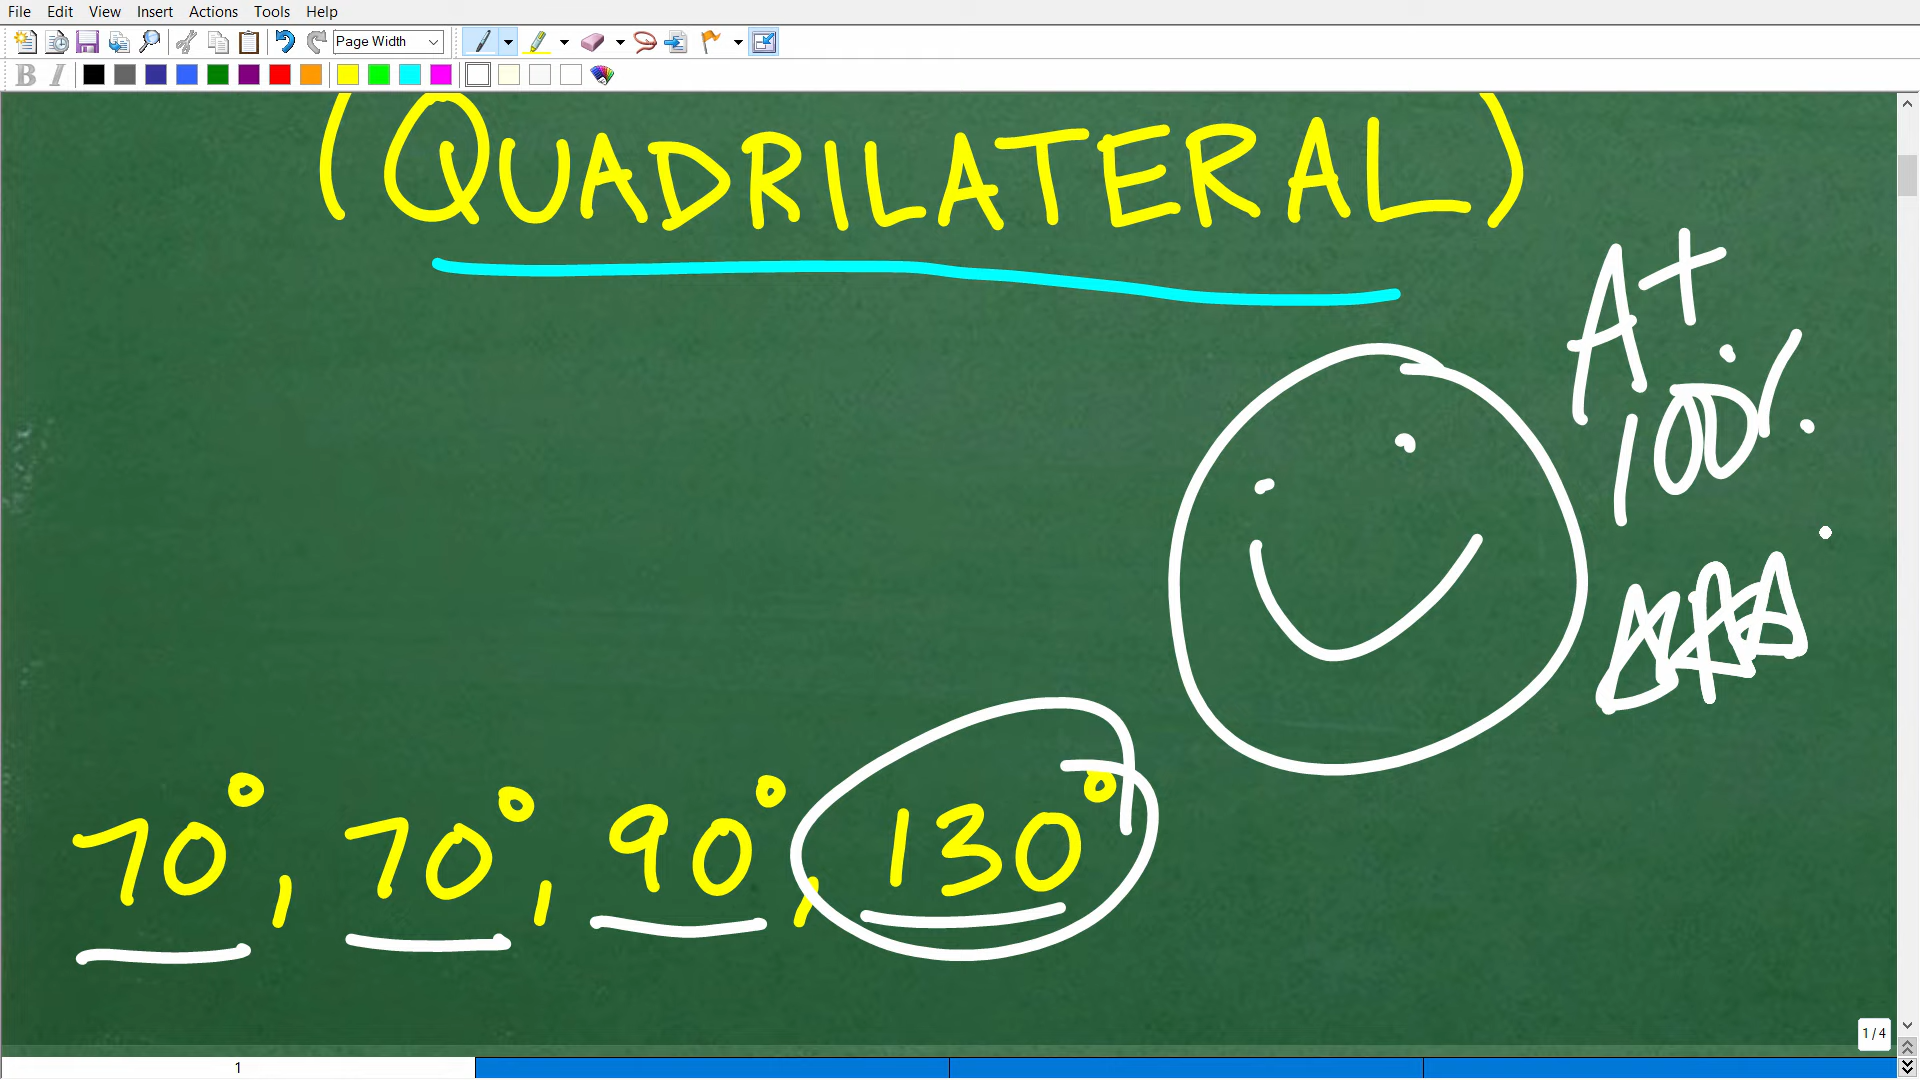 File Edit View Insert Actions Tools Help
Page Width
B I
(QUADRILATERAL)
A+
100%.
70°, 70°, 90°, 130°
1/4
1